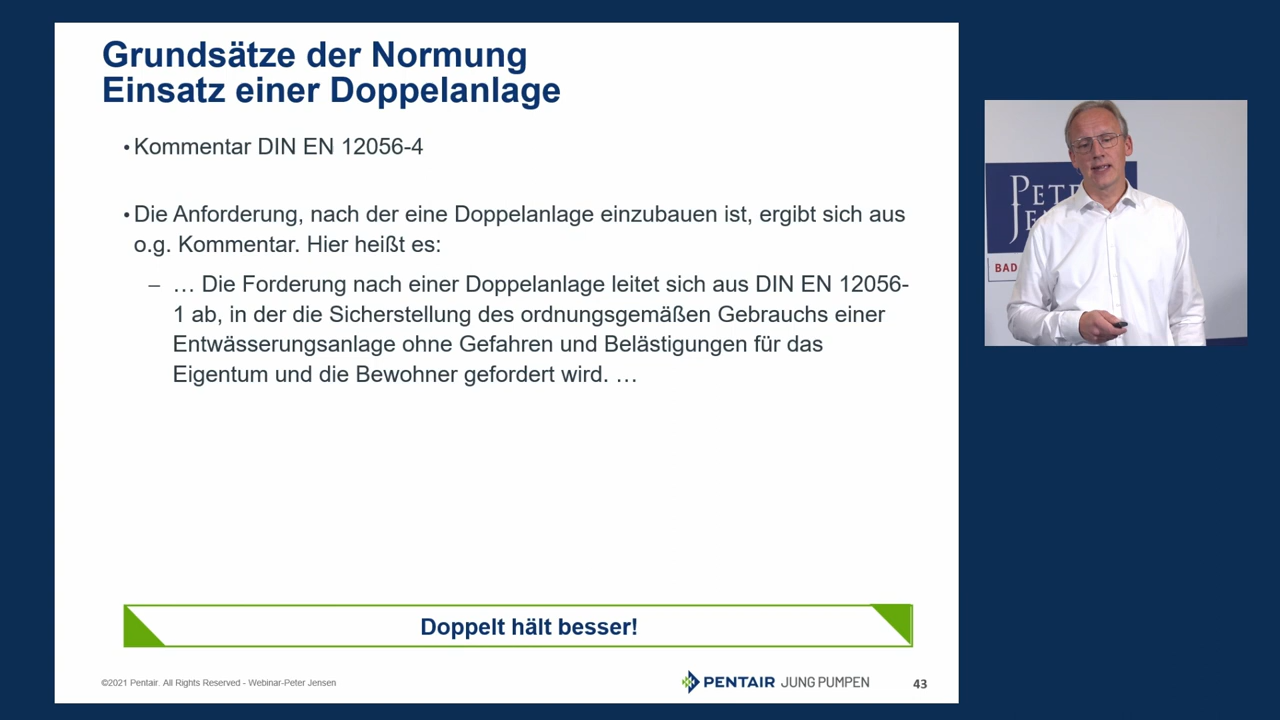 Grundsätze der Normung
Einsatz einer Doppelanlage
• Kommentar DIN EN 12056-4
• Die Anforderung, nach der eine Doppelanlage einzubauen ist, ergibt sich aus
o.g. Kommentar. Hier heißt es:
– … Die Forderung nach einer Doppelanlage leitet sich aus DIN EN 12056-
1 ab, in der die Sicherstellung des ordnungsgemäßen Gebrauchs einer
Entwässerungsanlage ohne Gefahren und Belästigungen für das
Eigentum und die Bewohner gefordert wird. …
Doppelt hält besser!
©2021 Pentair. All Rights Reserved - Webinar-Peter Jensen
PENTAIR JUNG PUMPEN
43
BAD